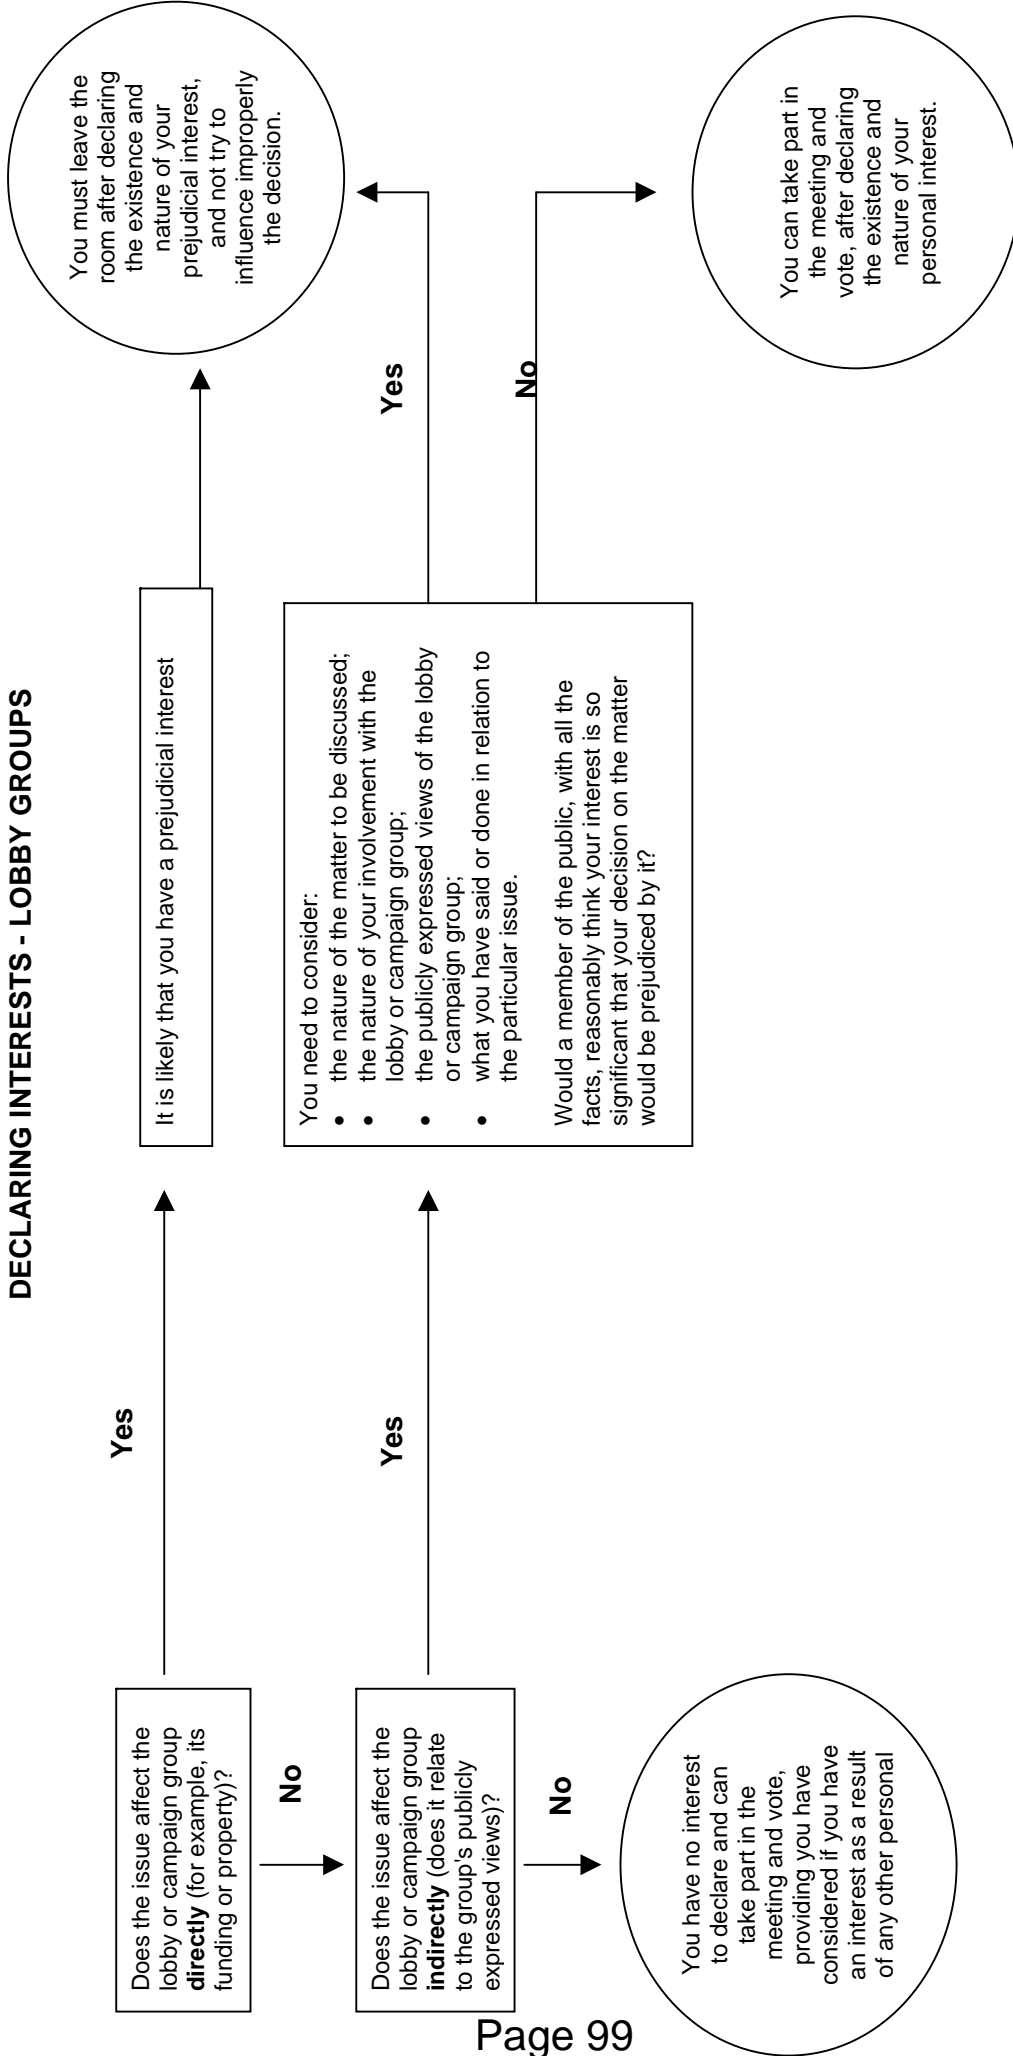 DECLARING INTERESTS - LOBBY GROUPS
Does the issue affect the
lobby or campaign group
directly (for example, its
funding or property)?
Yes
It is likely that you have a prejudicial interest
You must leave the
room after declaring
the existence and
nature of your
prejudicial interest,
and not try to
influence improperly
the decision.
No
Does the issue affect the
lobby or campaign group
indirectly (does it relate
to the group's publicly
expressed views)?
Yes
You need to consider:
• the nature of the matter to be discussed;
• the nature of your involvement with the
lobby or campaign group;
• the publicly expressed views of the lobby
or campaign group;
• what you have said or done in relation to
the particular issue.
Would a member of the public, with all the
facts, reasonably think your interest is so
significant that your decision on the matter
would be prejudiced by it?
Yes
No
You can take part in
the meeting and
vote, after declaring
the existence and
nature of your
personal interest.
No
You have no interest
to declare and can
take part in the
meeting and vote,
providing you have
considered if you have
an interest as a result
of any other personal
Page 99